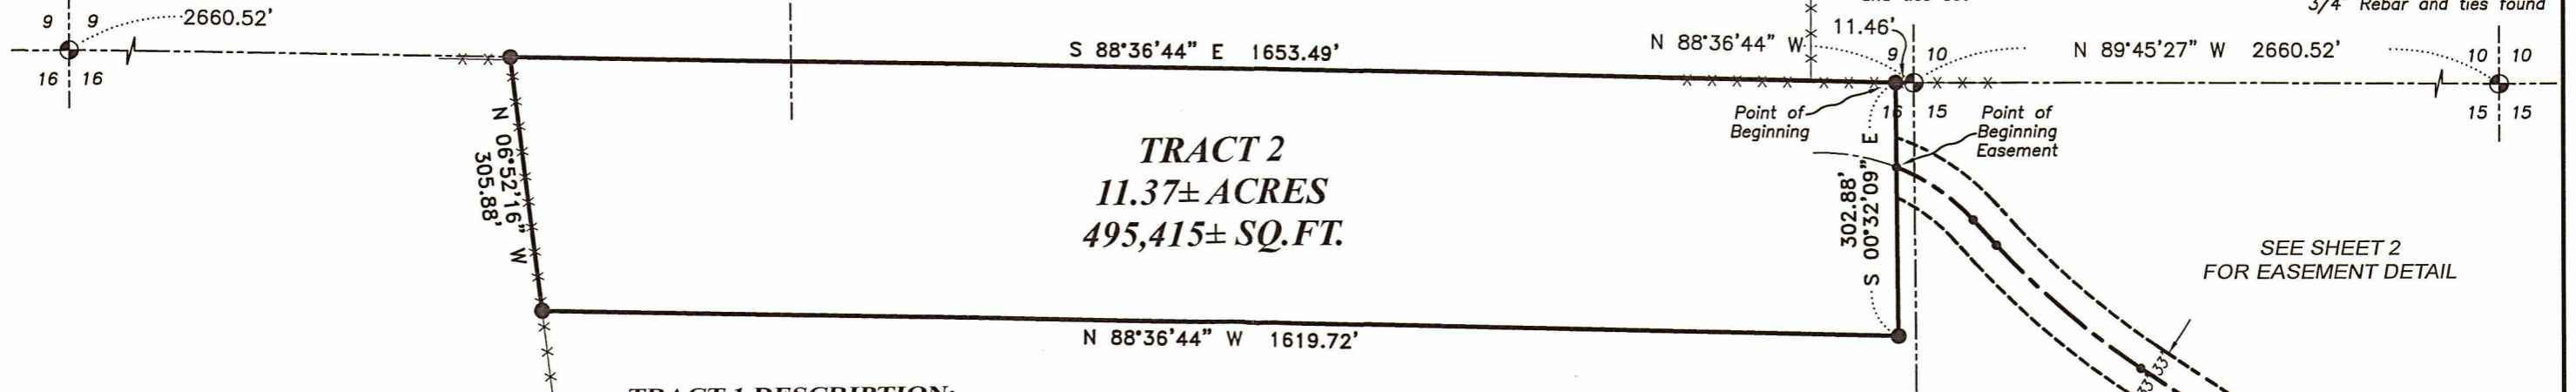 9 9
2660.52'
16 16
S 88°36'44" E 1653.49'
N 88°36'44" W
11.46'
9 10
N 89°45'27" W 2660.52'
3/4" Rebar and ties found
10 10
16 15
15 15
Point of
Beginning
Point of
Beginning
Easement
N 06°52'16" W
305.88'
TRACT 2
11.37± ACRES
495,415± SQ.FT.
302.88'
S 00°32'09" E
SEE SHEET 2
FOR EASEMENT DETAIL
N 88°36'44" W 1619.72'
33' 33'
TRACT 1 DESCRIPTION: